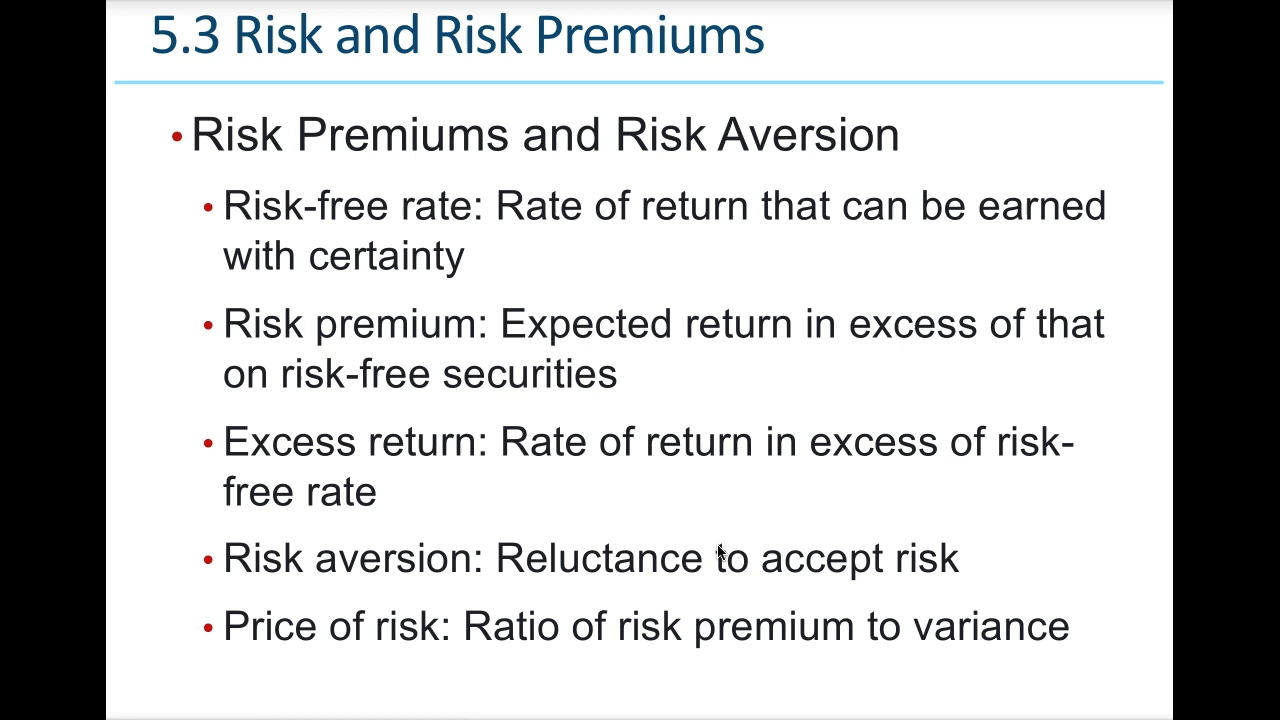 5.3 Risk and Risk Premiums
• Risk Premiums and Risk Aversion
• Risk-free rate: Rate of return that can be earned
with certainty
• Risk premium: Expected return in excess of that
on risk-free securities
• Excess return: Rate of return in excess of risk-
free rate
• Risk aversion: Reluctance to accept risk
• Price of risk: Ratio of risk premium to variance